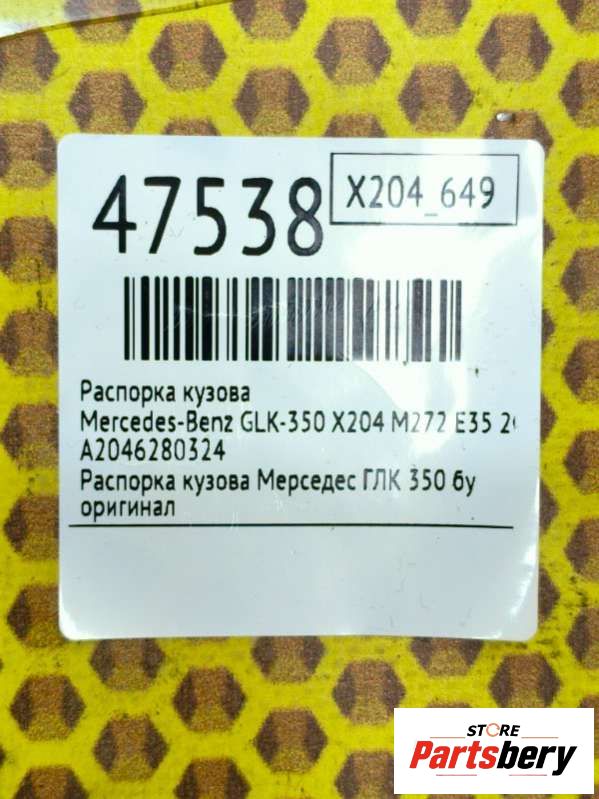 47538
X204_649
Распорка кузова
Mercedes-Benz GLK-350 X204 M272 E35
A2046280324
Распорка кузова Мерседес ГЛК 350 бу
оригинал
STORE
Partsbery